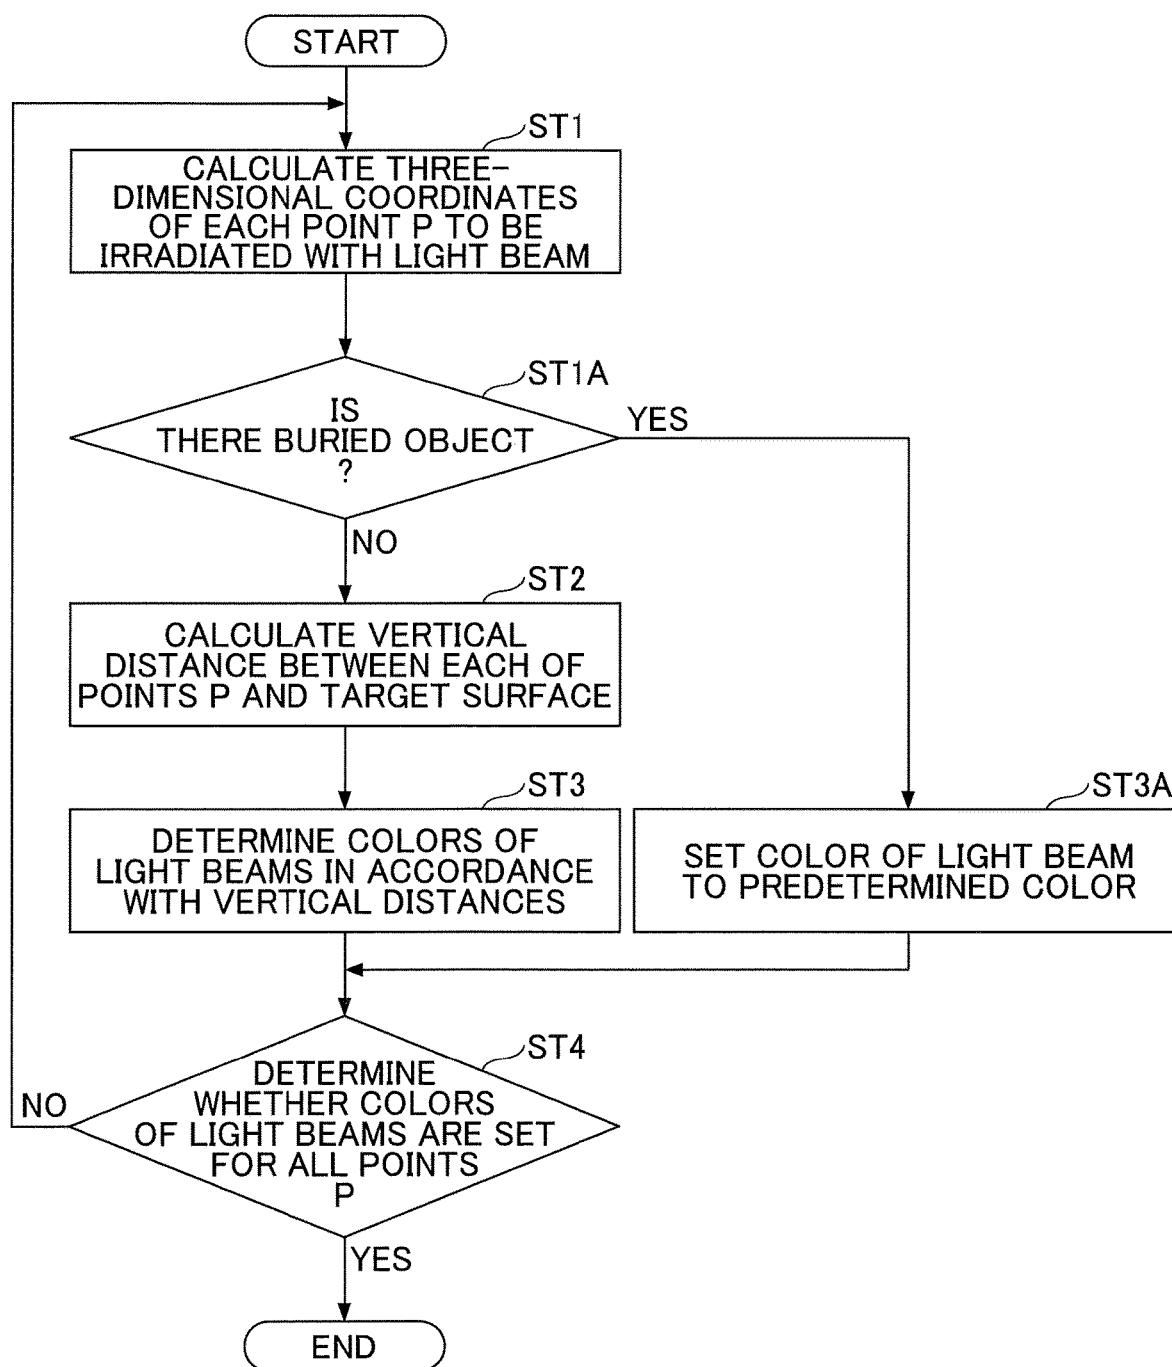 START
ST1
CALCULATE THREE-
DIMENSIONAL COORDINATES
OF EACH POINT P TO BE
IRRADIATED WITH LIGHT BEAM
ST1A
IS
THERE BURIED OBJECT
?
YES
NO
ST2
CALCULATE VERTICAL
DISTANCE BETWEEN EACH OF
POINTS P AND TARGET SURFACE
ST3
DETERMINE COLORS OF
LIGHT BEAMS IN ACCORDANCE
WITH VERTICAL DISTANCES
ST3A
SET COLOR OF LIGHT BEAM
TO PREDETERMINED COLOR
ST4
DETERMINE
WHETHER COLORS
OF LIGHT BEAMS ARE SET
FOR ALL POINTS
P
NO
YES
END